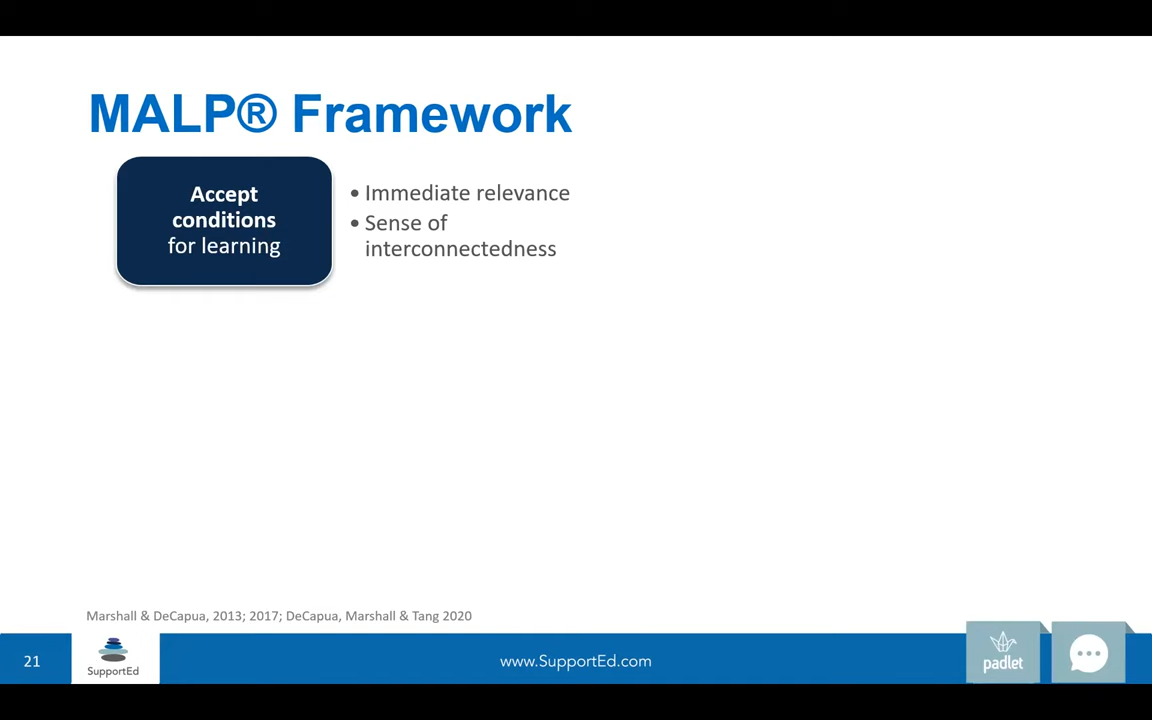 MALP® Framework
Accept
conditions
for learning
• Immediate relevance
• Sense of
interconnectedness
Marshall & DeCapua, 2013; 2017; DeCapua, Marshall & Tang 2020
21
SupportEd
www.SupportEd.com
padlet